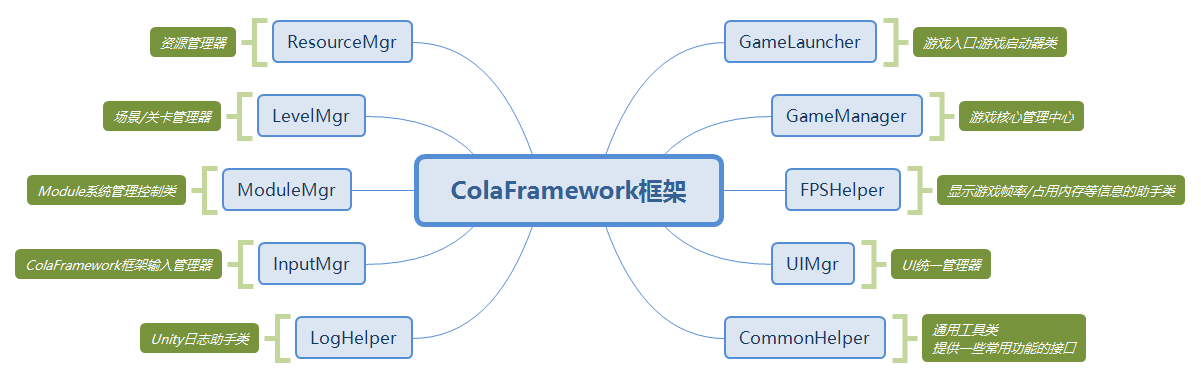 资源管理器
ResourceMgr
GameLauncher
游戏入口:游戏启动器类
场景/关卡管理器
LevelMgr
GameManager
游戏核心管理中心
Module系统管理控制类
ModuleMgr
ColaFramework框架
FPSHelper
显示游戏帧率/占用内存等信息的助手类
ColaFramework框架输入管理器
InputMgr
UIMgr
UI统一管理器
Unity日志助手类
LogHelper
CommonHelper
通用工具类
提供一些常用功能的接口